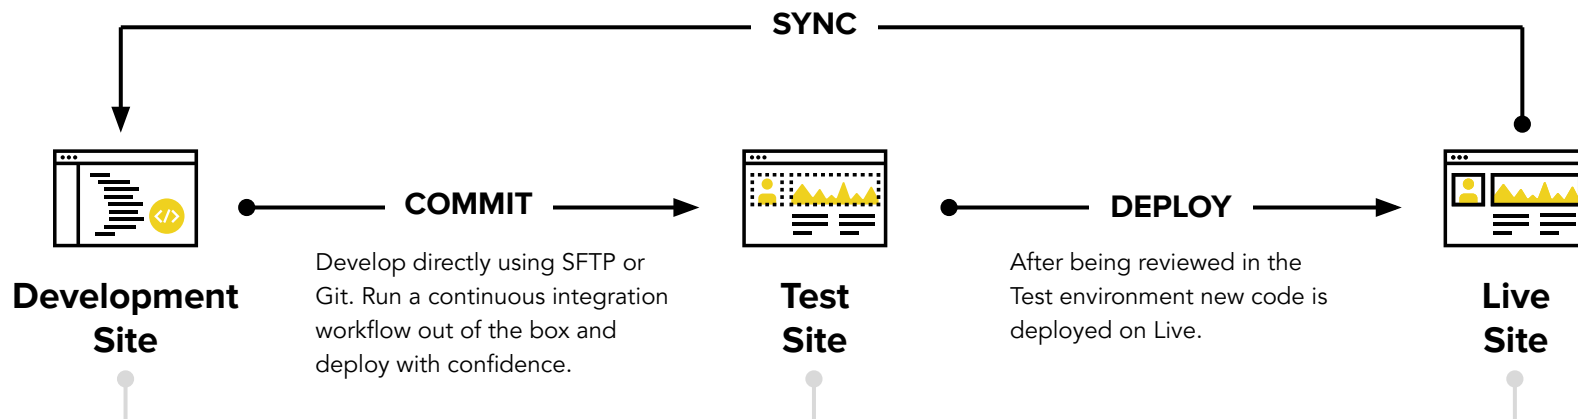 SYNC
</>
COMMIT
DEPLOY
Development
Site
Develop directly using SFTP or
Git. Run a continuous integration
workflow out of the box and
deploy with confidence.
Test
Site
After being reviewed in the
Test environment new code is
deployed on Live.
Live
Site